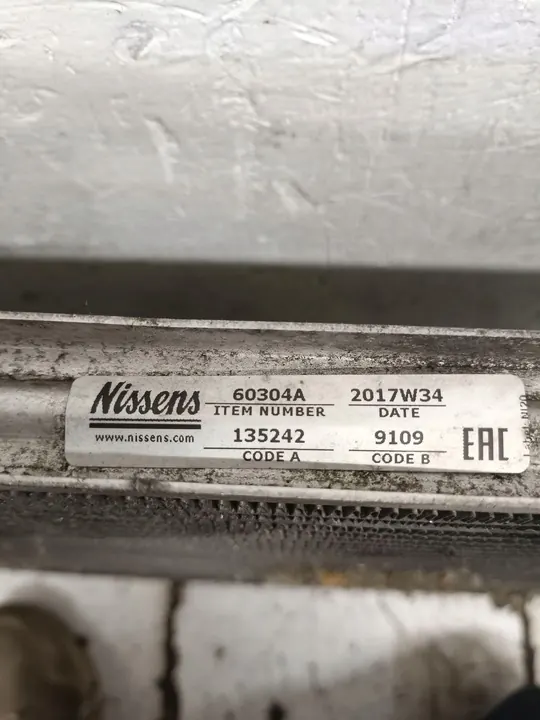 Nissens
www.nissens.com
60304A
ITEM NUMBER
2017W34
DATE
135242
CODE A
9109
CODE B
EAC